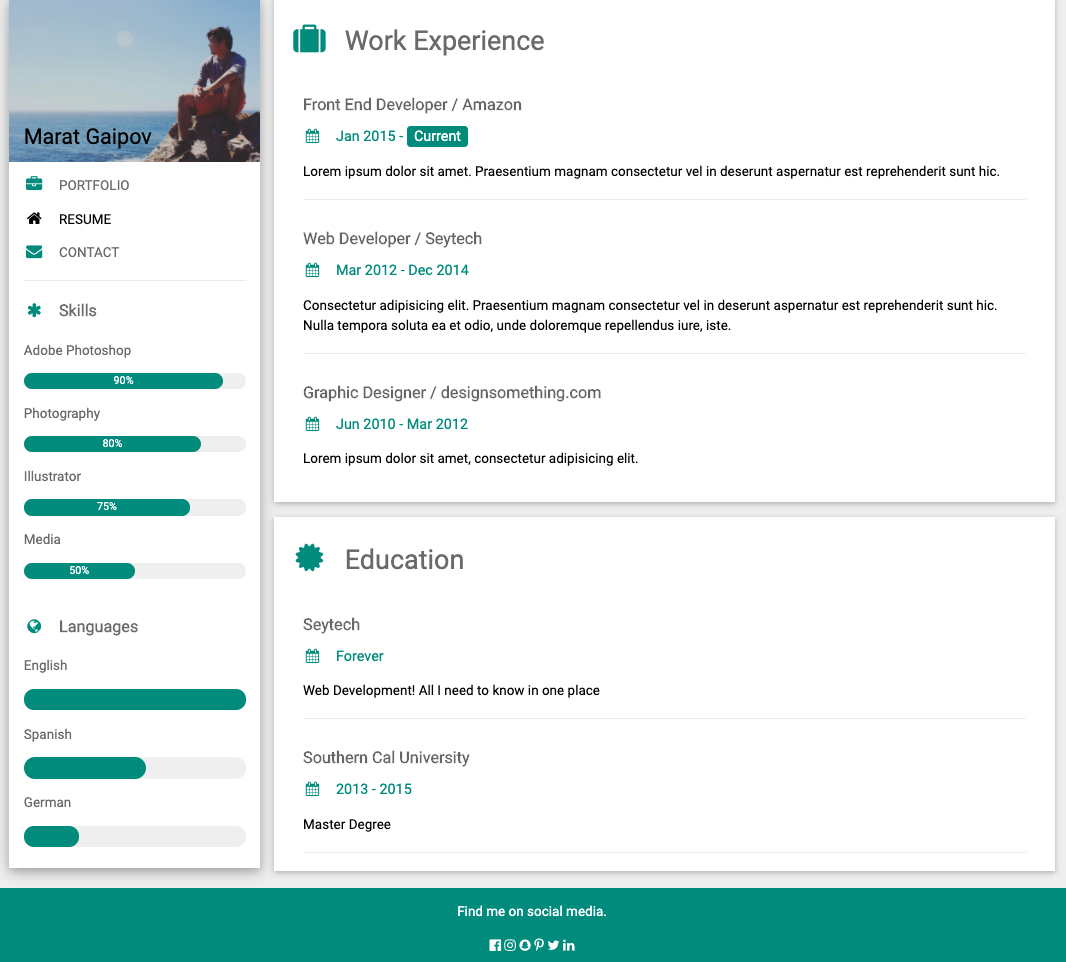 Marat Gaipov
PORTFOLIO
RESUME
CONTACT
Skills
Adobe Photoshop
90%
Photography
80%
Illustrator
75%
Media
50%
Languages
English
Spanish
German
Work Experience
Front End Developer / Amazon
Jan 2015 - Current
Lorem ipsum dolor sit amet. Praesentium magnam consectetur vel in deserunt aspernatur est reprehenderit sunt hic.
Web Developer / Seytech
Mar 2012 - Dec 2014
Consectetur adipisicing elit. Praesentium magnam consectetur vel in deserunt aspernatur est reprehenderit sunt hic.
Nulla tempora soluta ea et odio, unde doloremque repellendus iure, iste.
Graphic Designer / designsomething.com
Jun 2010 - Mar 2012
Lorem ipsum dolor sit amet, consectetur adipisicing elit.
Education
Seytech
Forever
Web Development! All I need to know in one place
Southern Cal University
2013 - 2015
Master Degree
Find me on social media.